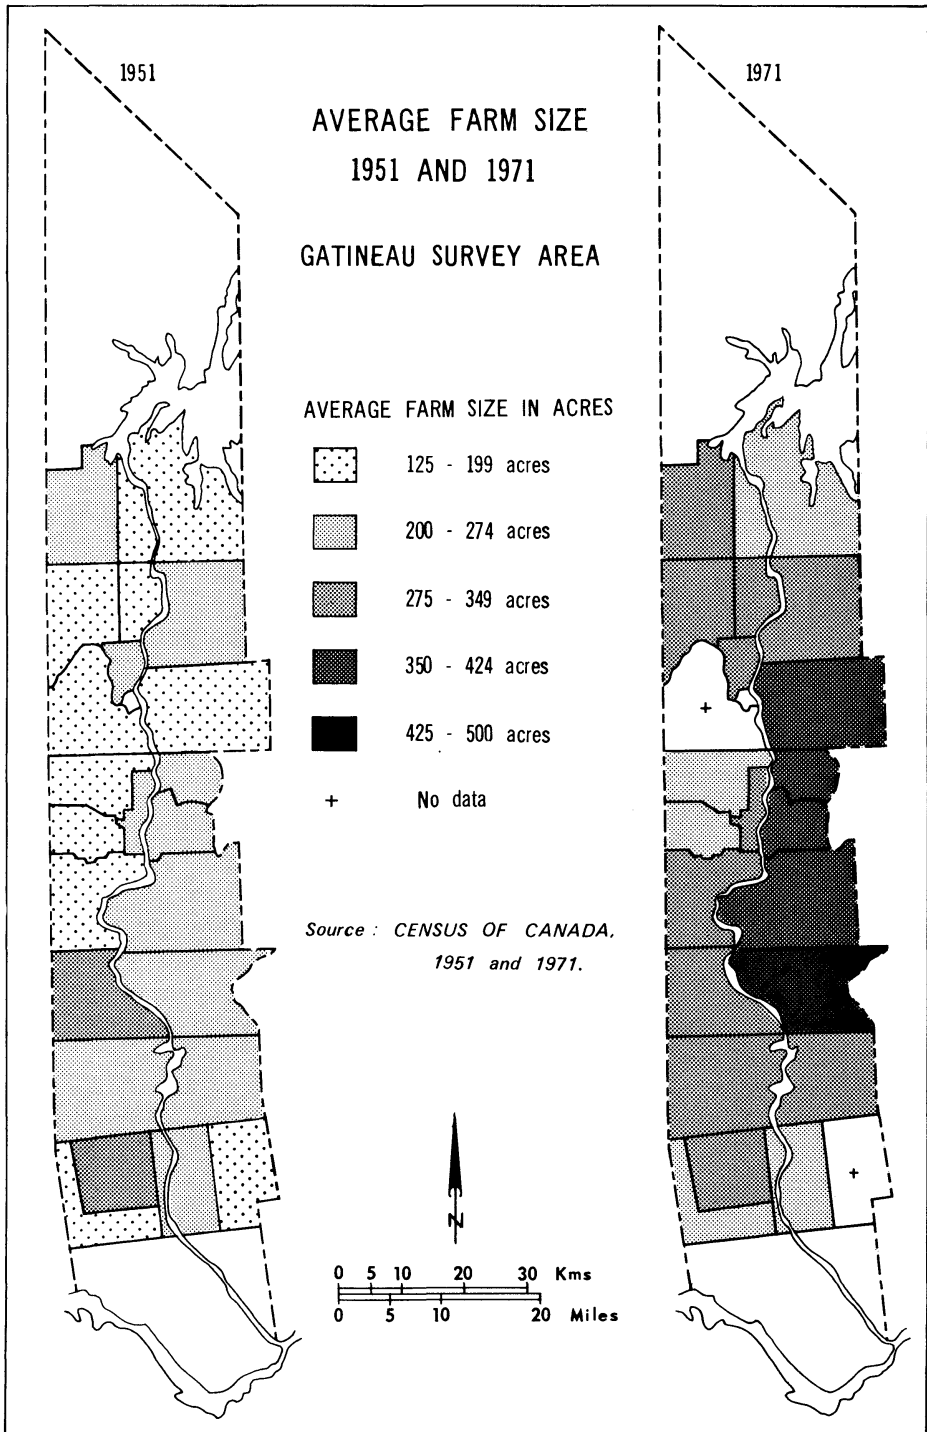 1951
1971
AVERAGE FARM SIZE
1951 AND 1971
GATINEAU SURVEY AREA
AVERAGE FARM SIZE IN ACRES
125 - 199 acres
200 - 274 acres
275 - 349 acres
350 - 424 acres
425 - 500 acres
+ No data
+
Source : CENSUS OF CANADA,
1951 and 1971.
+
N
0 5 10 20 30 Kms
0 5 10 20 Miles